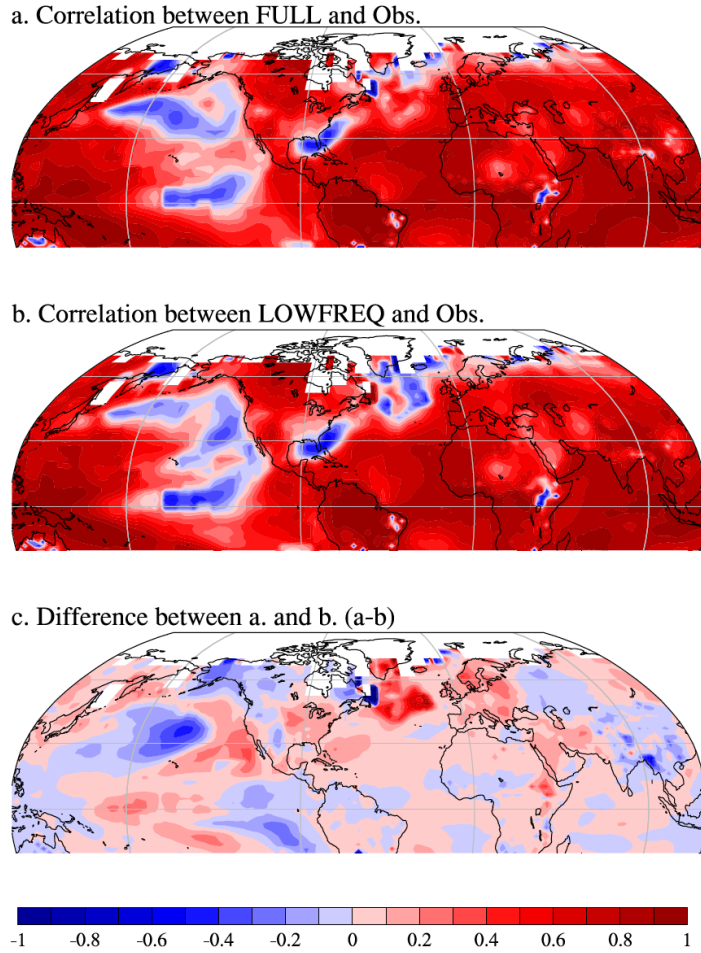 a. Correlation between FULL and Obs.
b. Correlation between LOWFREQ and Obs.
c. Difference between a. and b. (a-b)
-1 -0.8 -0.6 -0.4 -0.2 0 0.2 0.4 0.6 0.8 1